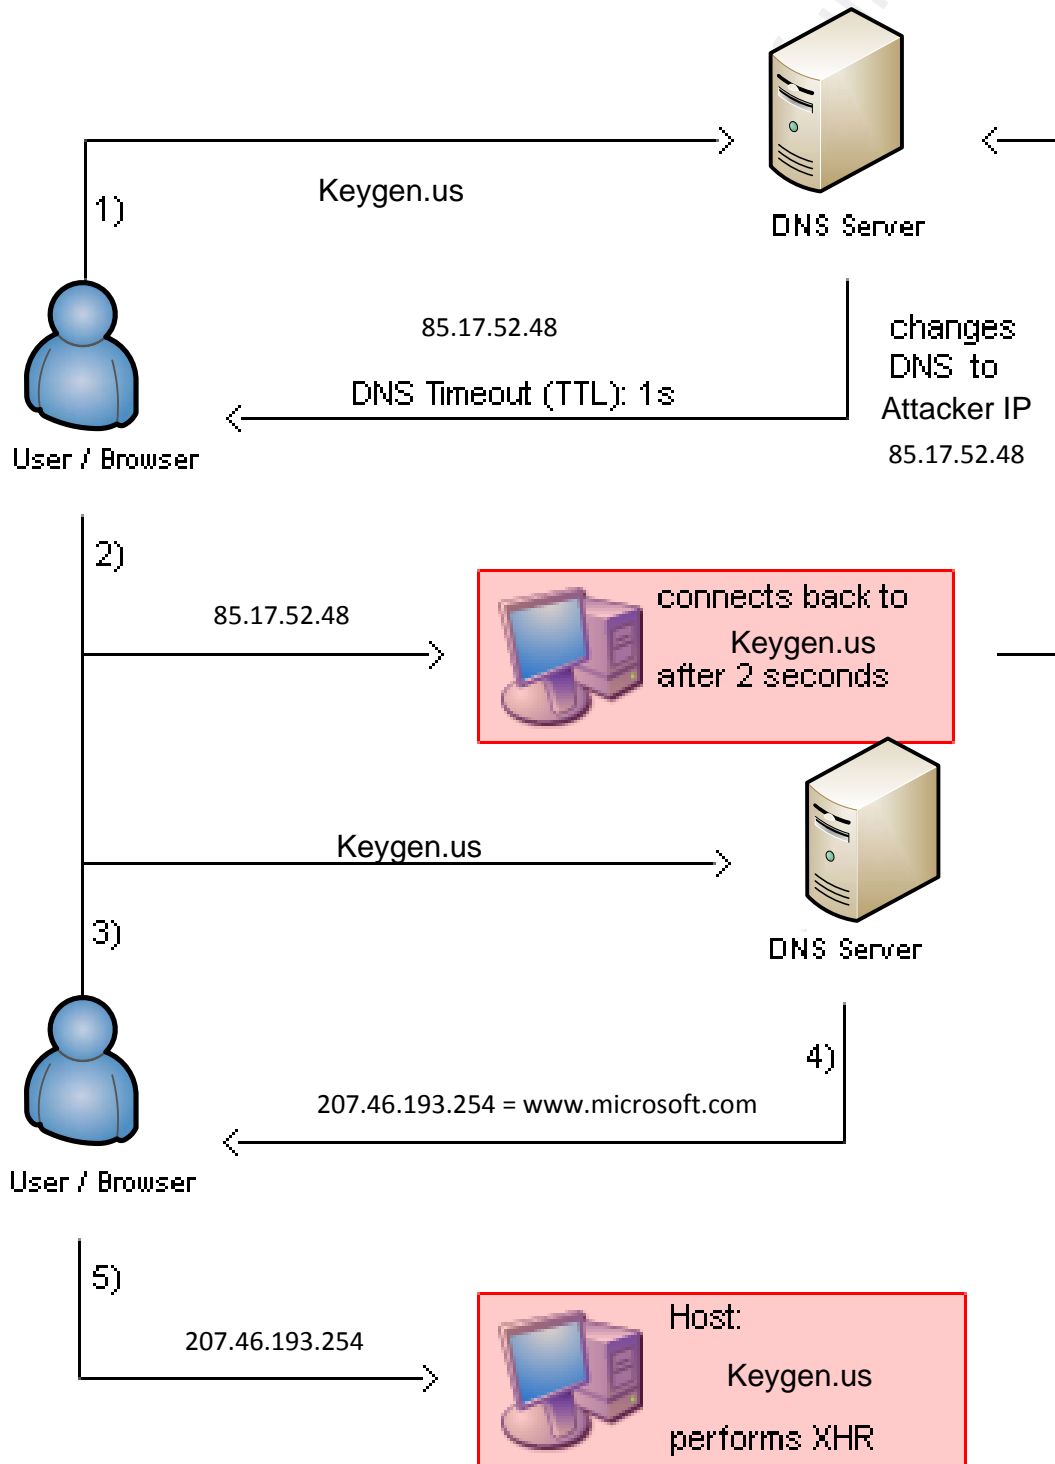 1)
Keygen.us
DNS Server
85.17.52.48
DNS Timeout (TTL): 1s
changes
DNS to
Attacker IP
85.17.52.48
User / Browser
2)
85.17.52.48
connects back to
Keygen.us
after 2 seconds
Keygen.us
3)
DNS Server
4)
207.46.193.254 = www.microsoft.com
User / Browser
5)
207.46.193.254
Host:
Keygen.us
performs XHR